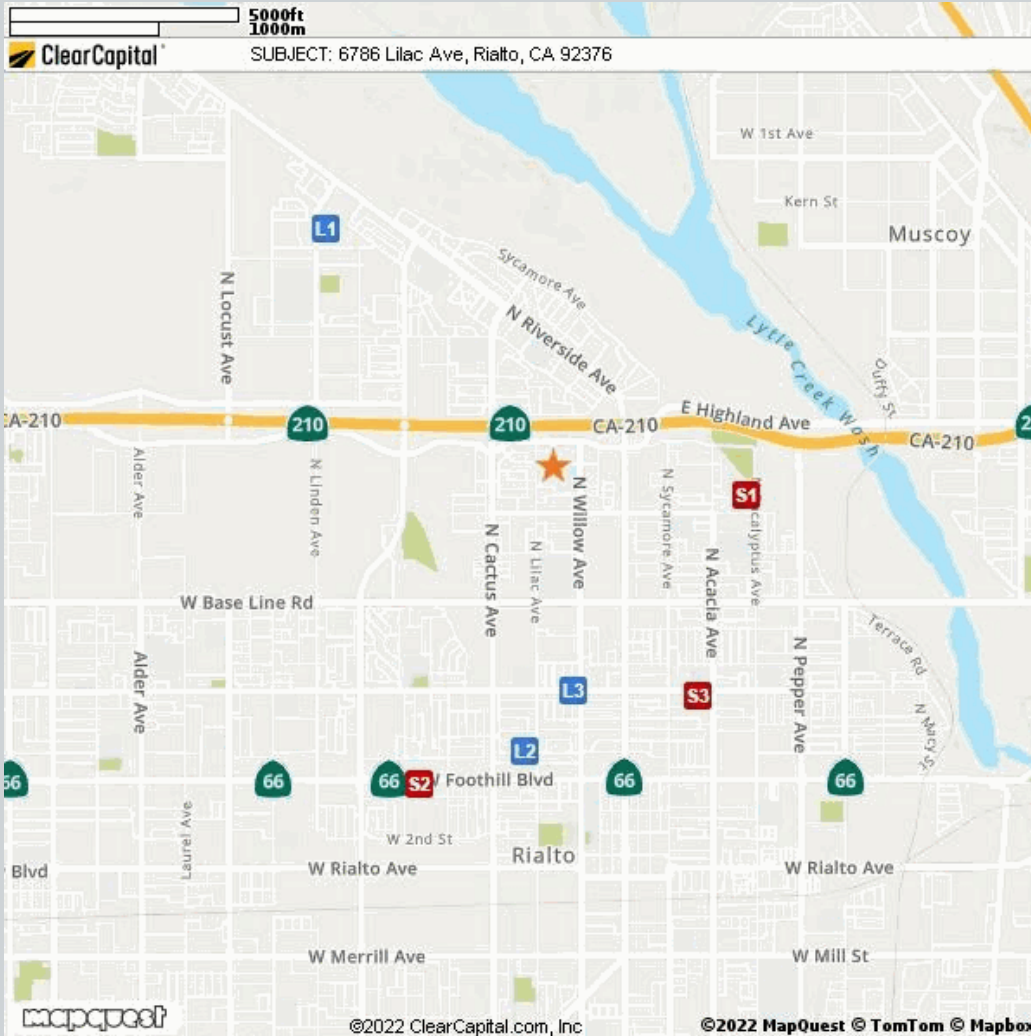 5000ft
1000m
ClearCapital
SUBJECT: 6786 Lilac Ave, Rialto, CA 92376
W 1st Ave
Kern St
Muscoy
L1
Sycamore Ave
N Locust Ave
N Riverside Ave
Lytle Creek Wash
Duffy St
CA-210
210
210
CA-210
E Highland Ave
CA-210
2
Alder Ave
N Linden Ave
N Willow Ave
N Sycamore Ave
S1
calyptus Ave
N Cactus Ave
N Lilac Ave
N Acacia Ave
W Base Line Rd
Terrace Rd
Alder Ave
N Pepper Ave
L3
S3
N Macy St
L2
66
66
66
S2
W Foothill Blvd
66
66
Laurel Ave
W 2nd St
Rialto
Blvd
W Rialto Ave
W Rialto Ave
W Merrill Ave
W Mill St
mapquest
©2022 ClearCapital.com, Inc
©2022 MapQuest © TomTom © Mapbox